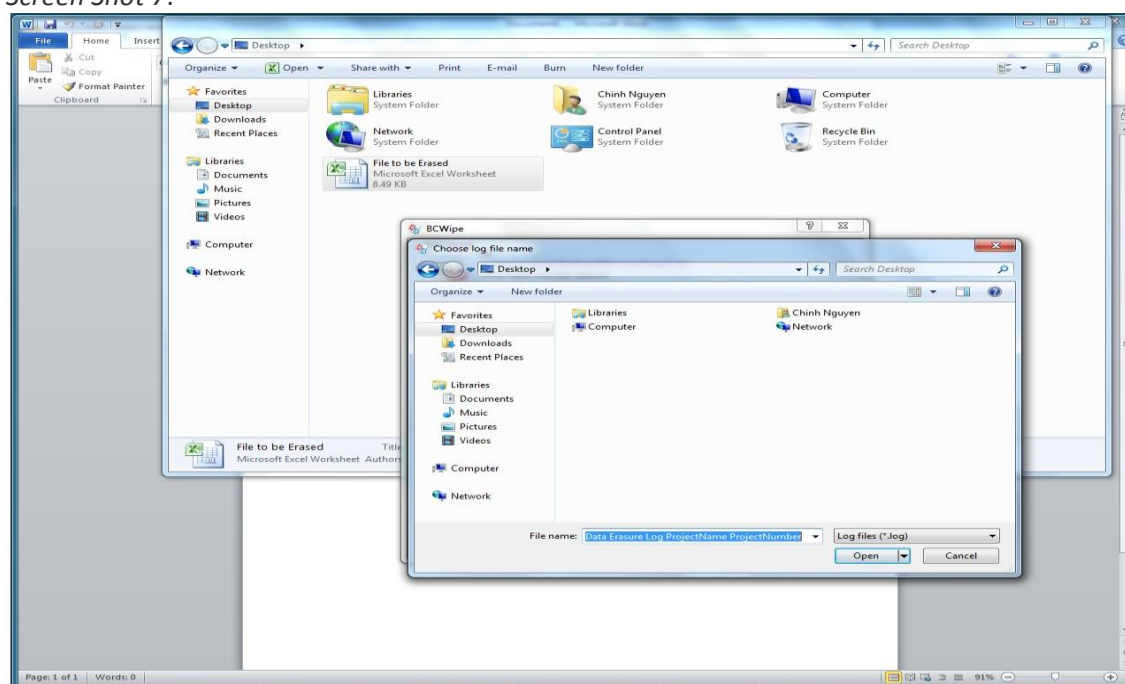 Screen Shot 7:
File Home Insert
Cut
Copy
Paste
Format Painter
Clipboard
Desktop
Search Desktop
Organize Open Share with Print E-mail Burn New folder
Favorites
Desktop
Downloads
Recent Places
Libraries
Documents
Music
Pictures
Videos
Computer
Network
Libraries
System Folder
Chinh Nguyen
System Folder
Computer
System Folder
Network
System Folder
Control Panel
System Folder
Recycle Bin
System Folder
File to be Erased
Microsoft Excel Worksheet
8.49 KB
BCWipe
Choose log file name
Desktop
Search Desktop
Organize New folder
Favorites
Desktop
Downloads
Recent Places
Libraries
Documents
Music
Pictures
Videos
Computer
Network
Libraries
Chinh Nguyen
Computer
Network
File name: Data Erasure Log ProjectName ProjectNumber
Log files (*.log)
Open Cancel
File to be Erased Title
Microsoft Excel Worksheet Authors
Page: 1 of 1 Words: 0
91%